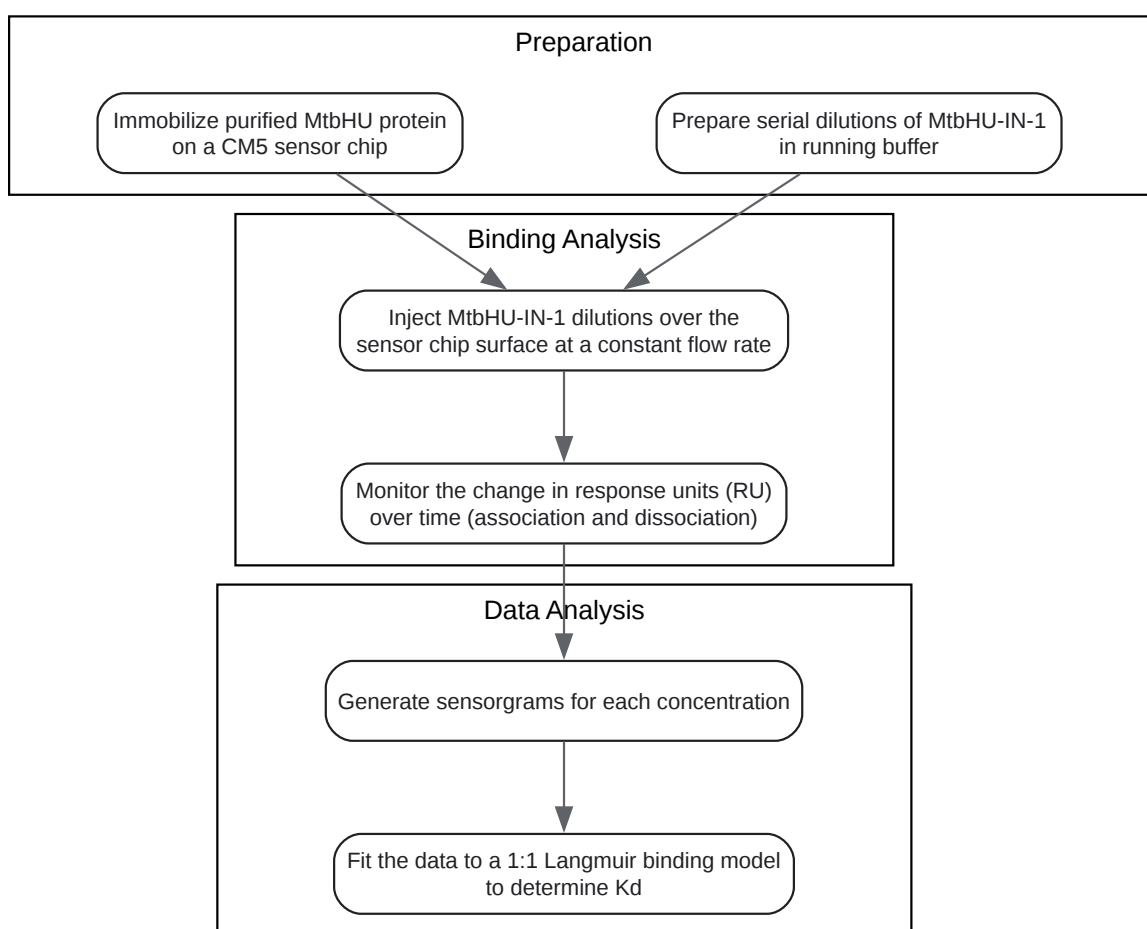 Preparation
Immobilize purified MtbHU protein
on a CM5 sensor chip
Prepare serial dilutions of MtbHU-IN-1
in running buffer
Binding Analysis
Inject MtbHU-IN-1 dilutions over the
sensor chip surface at a constant flow rate
Monitor the change in response units (RU)
over time (association and dissociation)
Data Analysis
Generate sensorgrams for each concentration
Fit the data to a 1:1 Langmuir binding model
to determine Kd